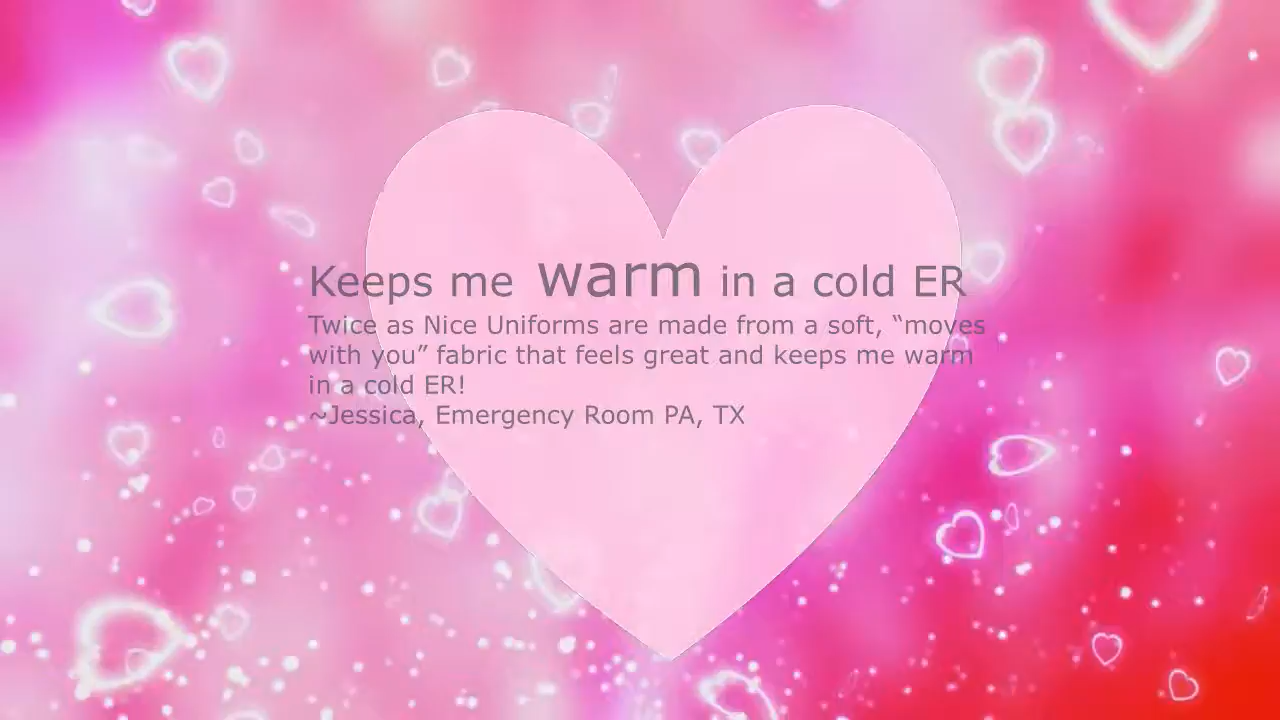 Keeps me warm in a cold ER
Twice as Nice Uniforms are made from a soft, “moves
with you” fabric that feels great and keeps me warm
in a cold ER!
~Jessica, Emergency Room PA, TX